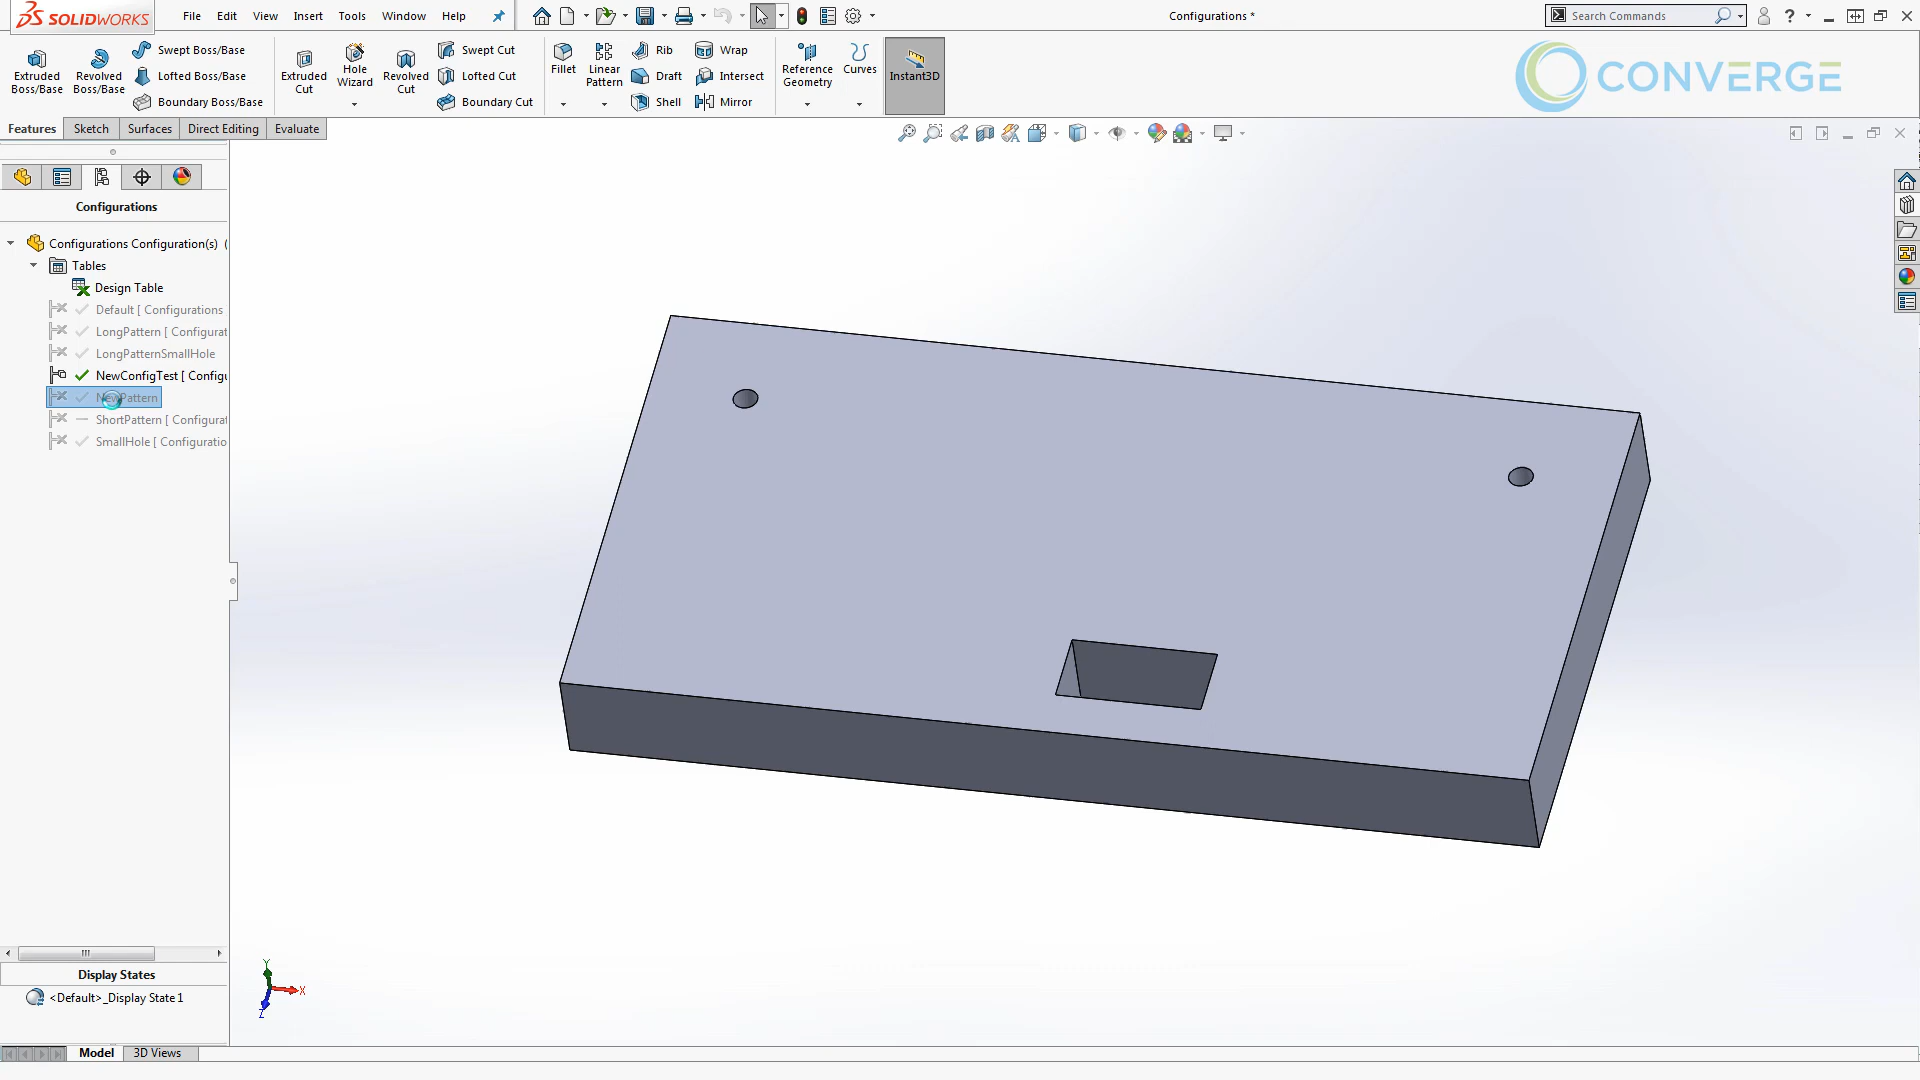 SOLIDWORKS File Edit View Insert Tools Window Help Configurations * Search Commands
Swept Boss/Base Swept Cut Rib Wrap
Extruded Boss/Base Revolved Boss/Base Lofted Boss/Base Extruded Cut Hole Wizard Revolved Cut Lofted Cut Fillet Linear Pattern Draft Intersect Reference Geometry Curves Instant3D CONVERGE
Boundary Boss/Base Boundary Cut Shell Mirror
Features Sketch Surfaces Direct Editing Evaluate
Configurations
Configurations Configuration(s) (
Tables
Design Table
Default [ Configurations
LongPattern [ Configurat
LongPatternSmallHole
NewConfigTest [ Configu
NewPattern
ShortPattern [ Configurat
SmallHole [ Configuratio
Y
X
Z
Display States
<Default>_Display State 1
Model 3D Views